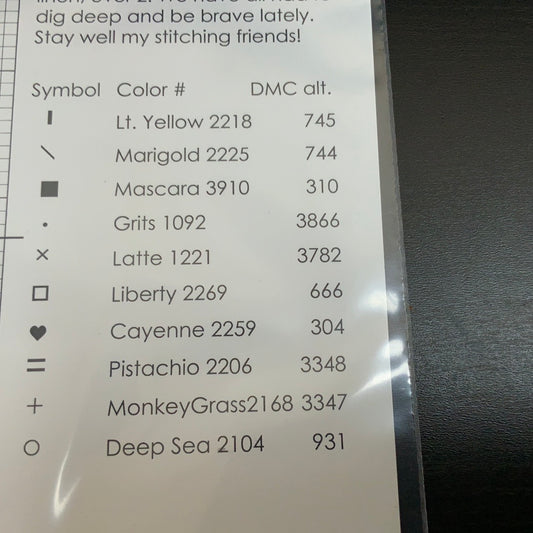 dig deep and be brave lately.
Stay well my stitching friends!
Symbol Color # DMC alt.
Lt. Yellow 2218 745
Marigold 2225 744
Mascara 3910 310
Grits 1092 3866
Latte 1221 3782
Liberty 2269 666
Cayenne 2259 304
Pistachio 2206 3348
MonkeyGrass2168 3347
Deep Sea 2104 931